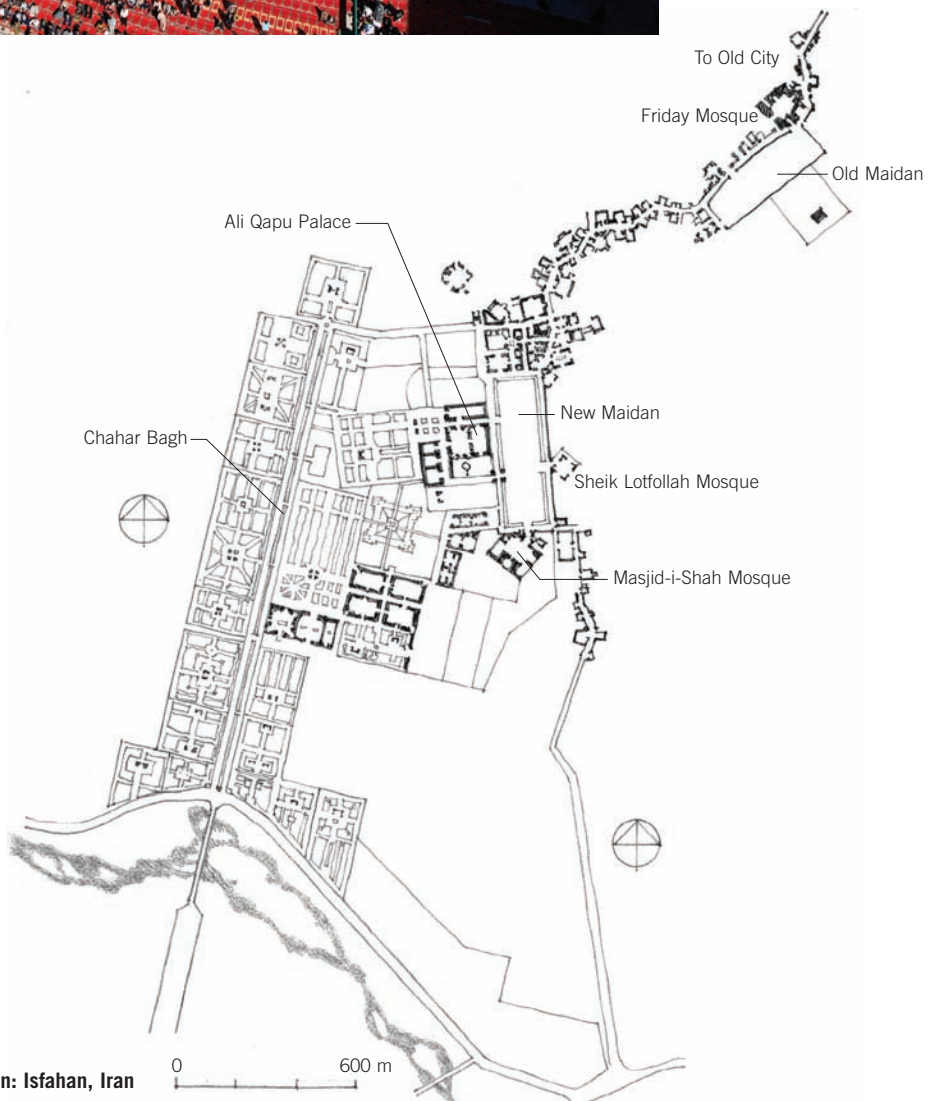 To Old City
Friday Mosque
Old Maidan
Ali Qapu Palace
New Maidan
Chahar Bagh
Sheik Lotfollah Mosque
Masjid-i-Shah Mosque
0 600 m
n: Isfahan, Iran